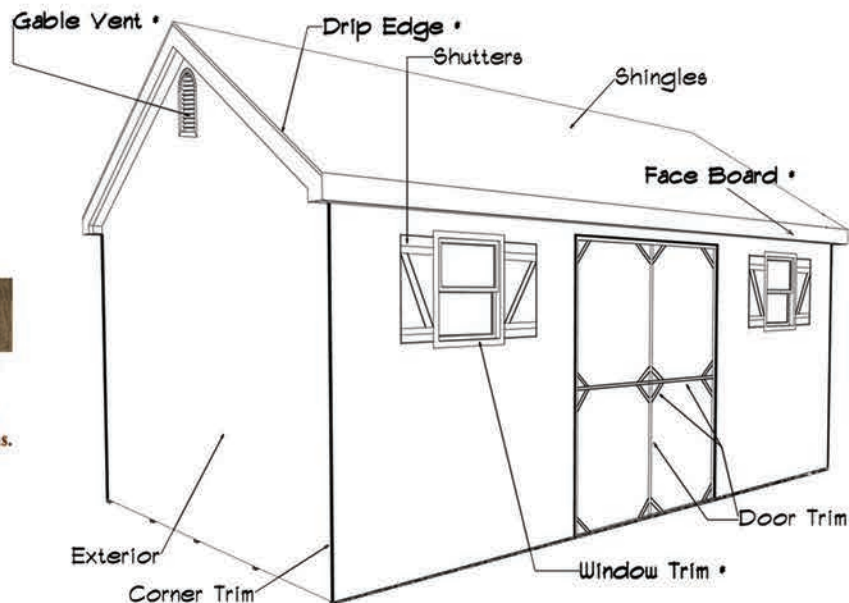 Gable Vent •
Drip Edge •
Shutters
Shingles
Face Board •
Exterior
Corner Trim
Window Trim •
Door Trim